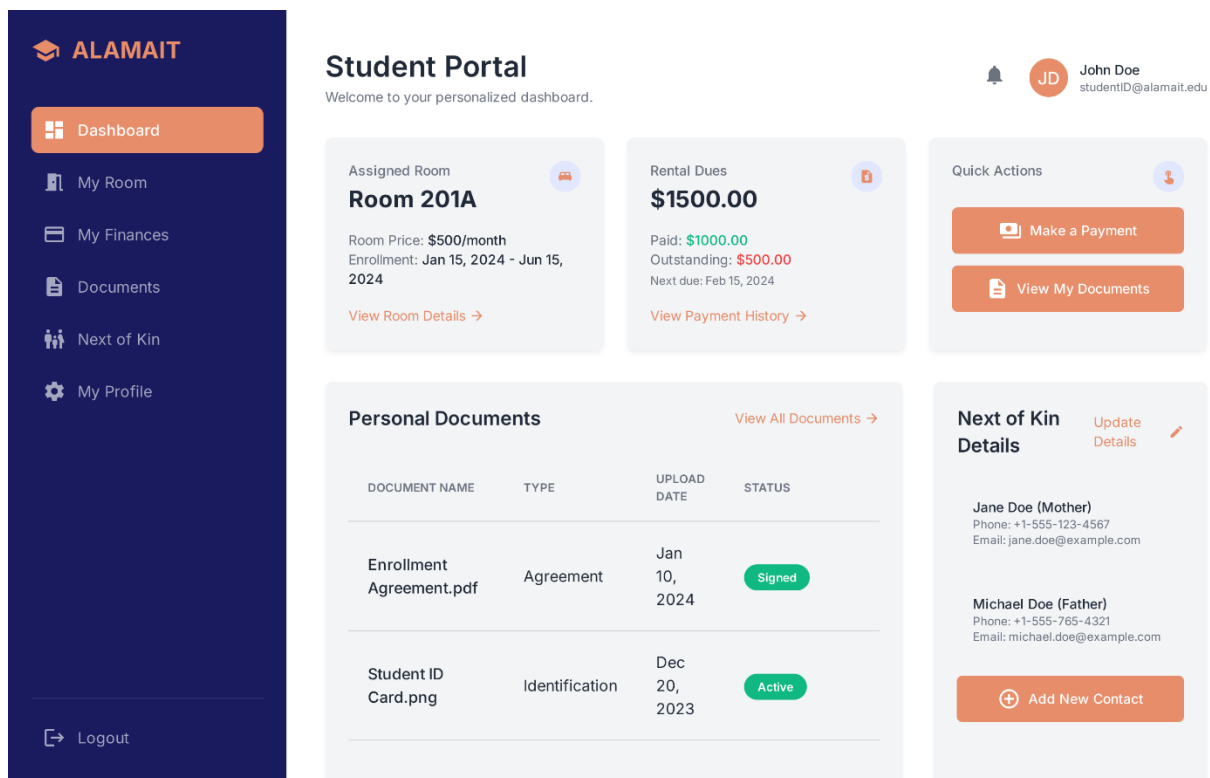 ALAMAIT
Dashboard
My Room
My Finances
Documents
Next of Kin
My Profile
Logout
Student Portal
Welcome to your personalized dashboard.
JD
John Doe
studentID@alamait.edu
Assigned Room
Room 201A
Room Price: $500/month
Enrollment: Jan 15, 2024 - Jun 15,
2024
View Room Details →
Rental Dues
$1500.00
Paid: $1000.00
Outstanding: $500.00
Next due: Feb 15, 2024
View Payment History →
Quick Actions
Make a Payment
View My Documents
Personal Documents
View All Documents →
DOCUMENT NAME
TYPE
UPLOAD
DATE
STATUS
Enrollment
Agreement.pdf
Agreement
Jan
10,
2024
Signed
Student ID
Card.png
Identification
Dec
20,
2023
Active
Next of Kin
Details
Update
Details
Jane Doe (Mother)
Phone: +1-555-123-4567
Email: jane.doe@example.com
Michael Doe (Father)
Phone: +1-555-765-4321
Email: michael.doe@example.com
Add New Contact